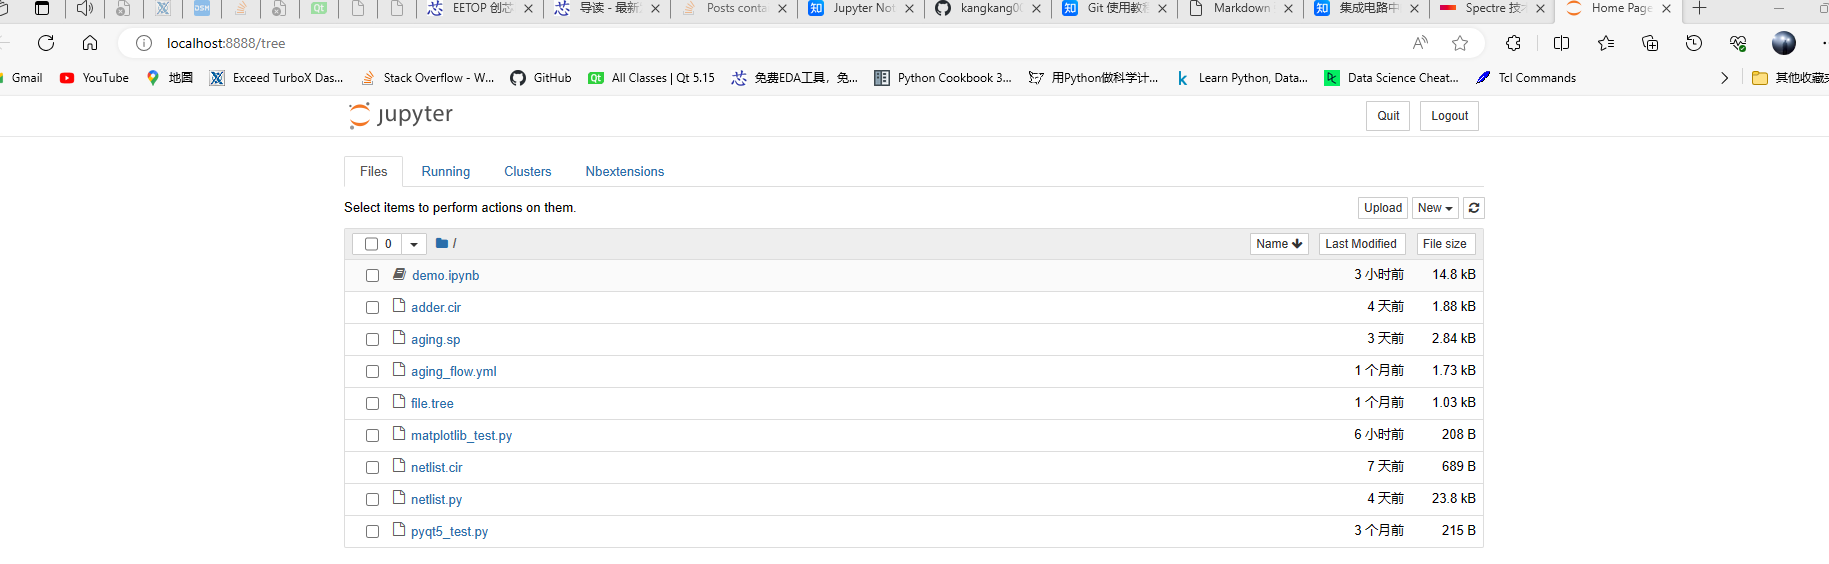 EETOP 创芯 导读 - 最新 Posts conta Jupyter Not kangkang0 Git 使用教程 Markdown 集成电路中 Spectre 技 Home Page
localhost:8888/tree
Gmail YouTube 地圖 Exceed TurboX Das... Stack Overflow - W... GitHub All Classes | Qt 5.15 免费EDA工具，免... Python Cookbook 3... 用Python做科学计... Learn Python, Data... Data Science Cheat... Tcl Commands 其他收藏夹
jupyter Quit Logout
Files Running Clusters Nbextensions
Select items to perform actions on them. Upload New
0 / Name Last Modified File size
demo.ipynb 3 小时前 14.8 kB
adder.cir 4 天前 1.88 kB
aging.sp 3 天前 2.84 kB
aging_flow.yml 1 个月前 1.73 kB
file.tree 1 个月前 1.03 kB
matplotlib_test.py 6 小时前 208 B
netlist.cir 7 天前 689 B
netlist.py 4 天前 23.8 kB
pyqt5_test.py 3 个月前 215 B